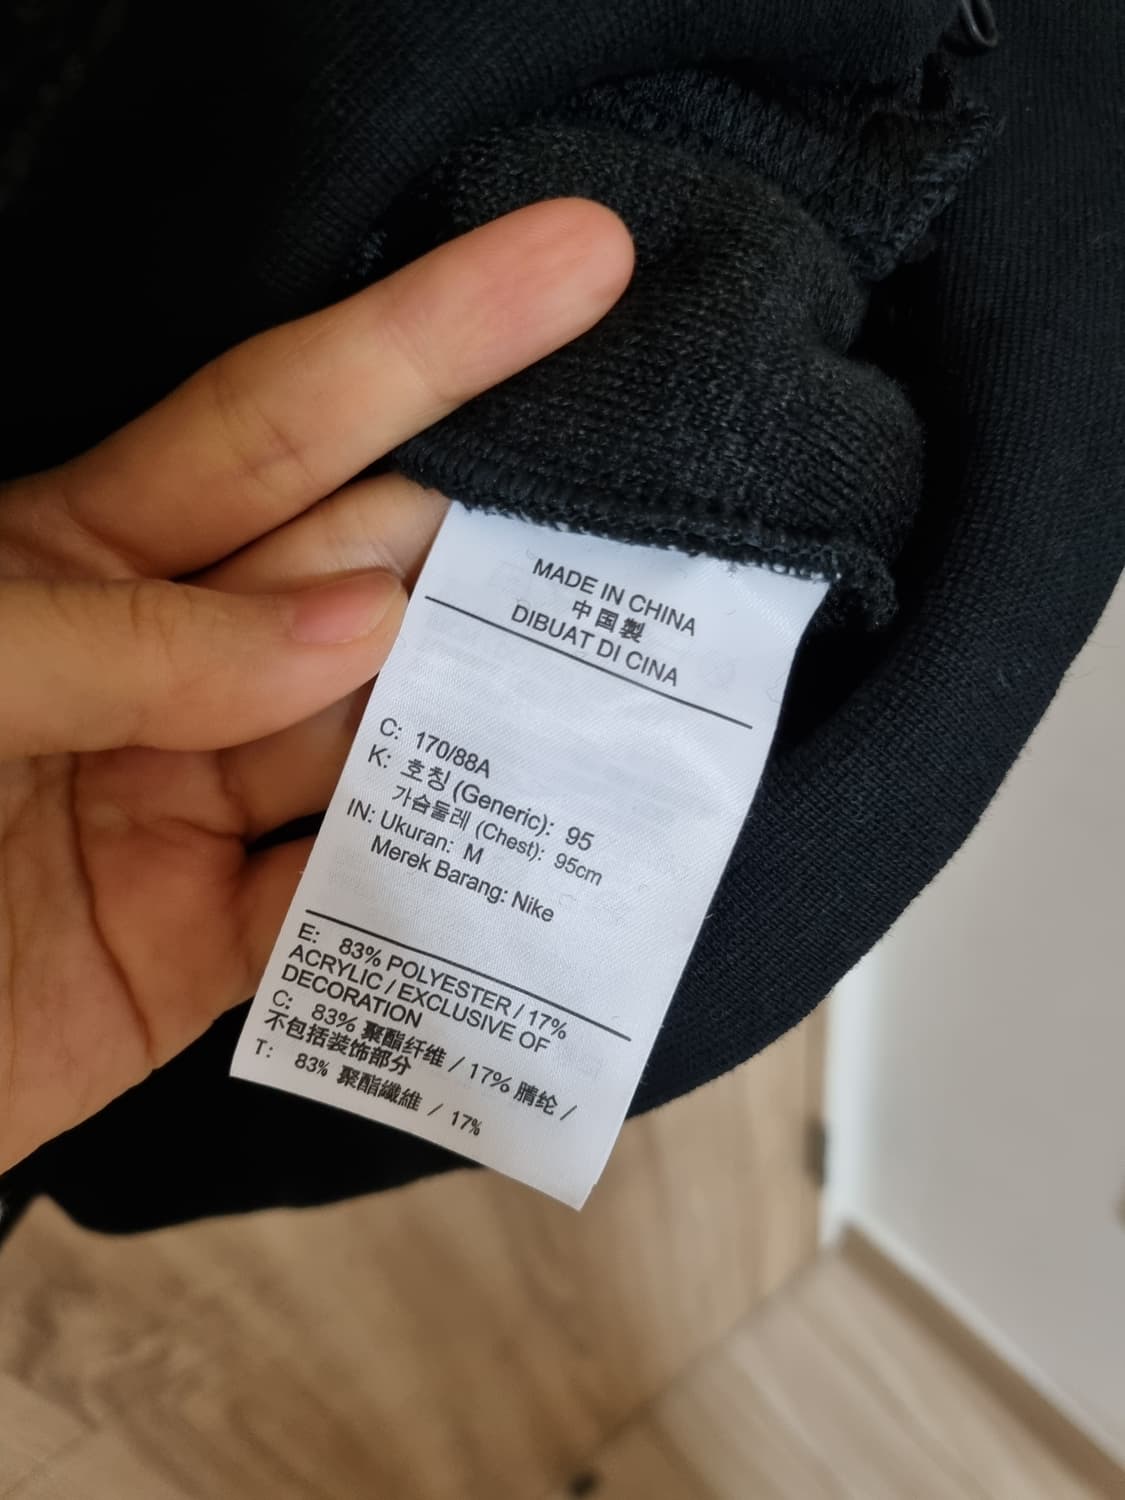 MADE IN CHINA
中国製
DIBUAT DI CINA
C: 170/88A
K: 호칭 (Generic): 95
가슴둘레 (Chest): 95cm
IN: Ukuran: M
Merek Barang: Nike
E: 83% POLYESTER / 17%
ACRYLIC / EXCLUSIVE OF
DECORATION
C: 83% 聚酯纤维 / 17% 腈纶 /
不包括装饰部分
T: 83% 聚酯纖維 / 17%